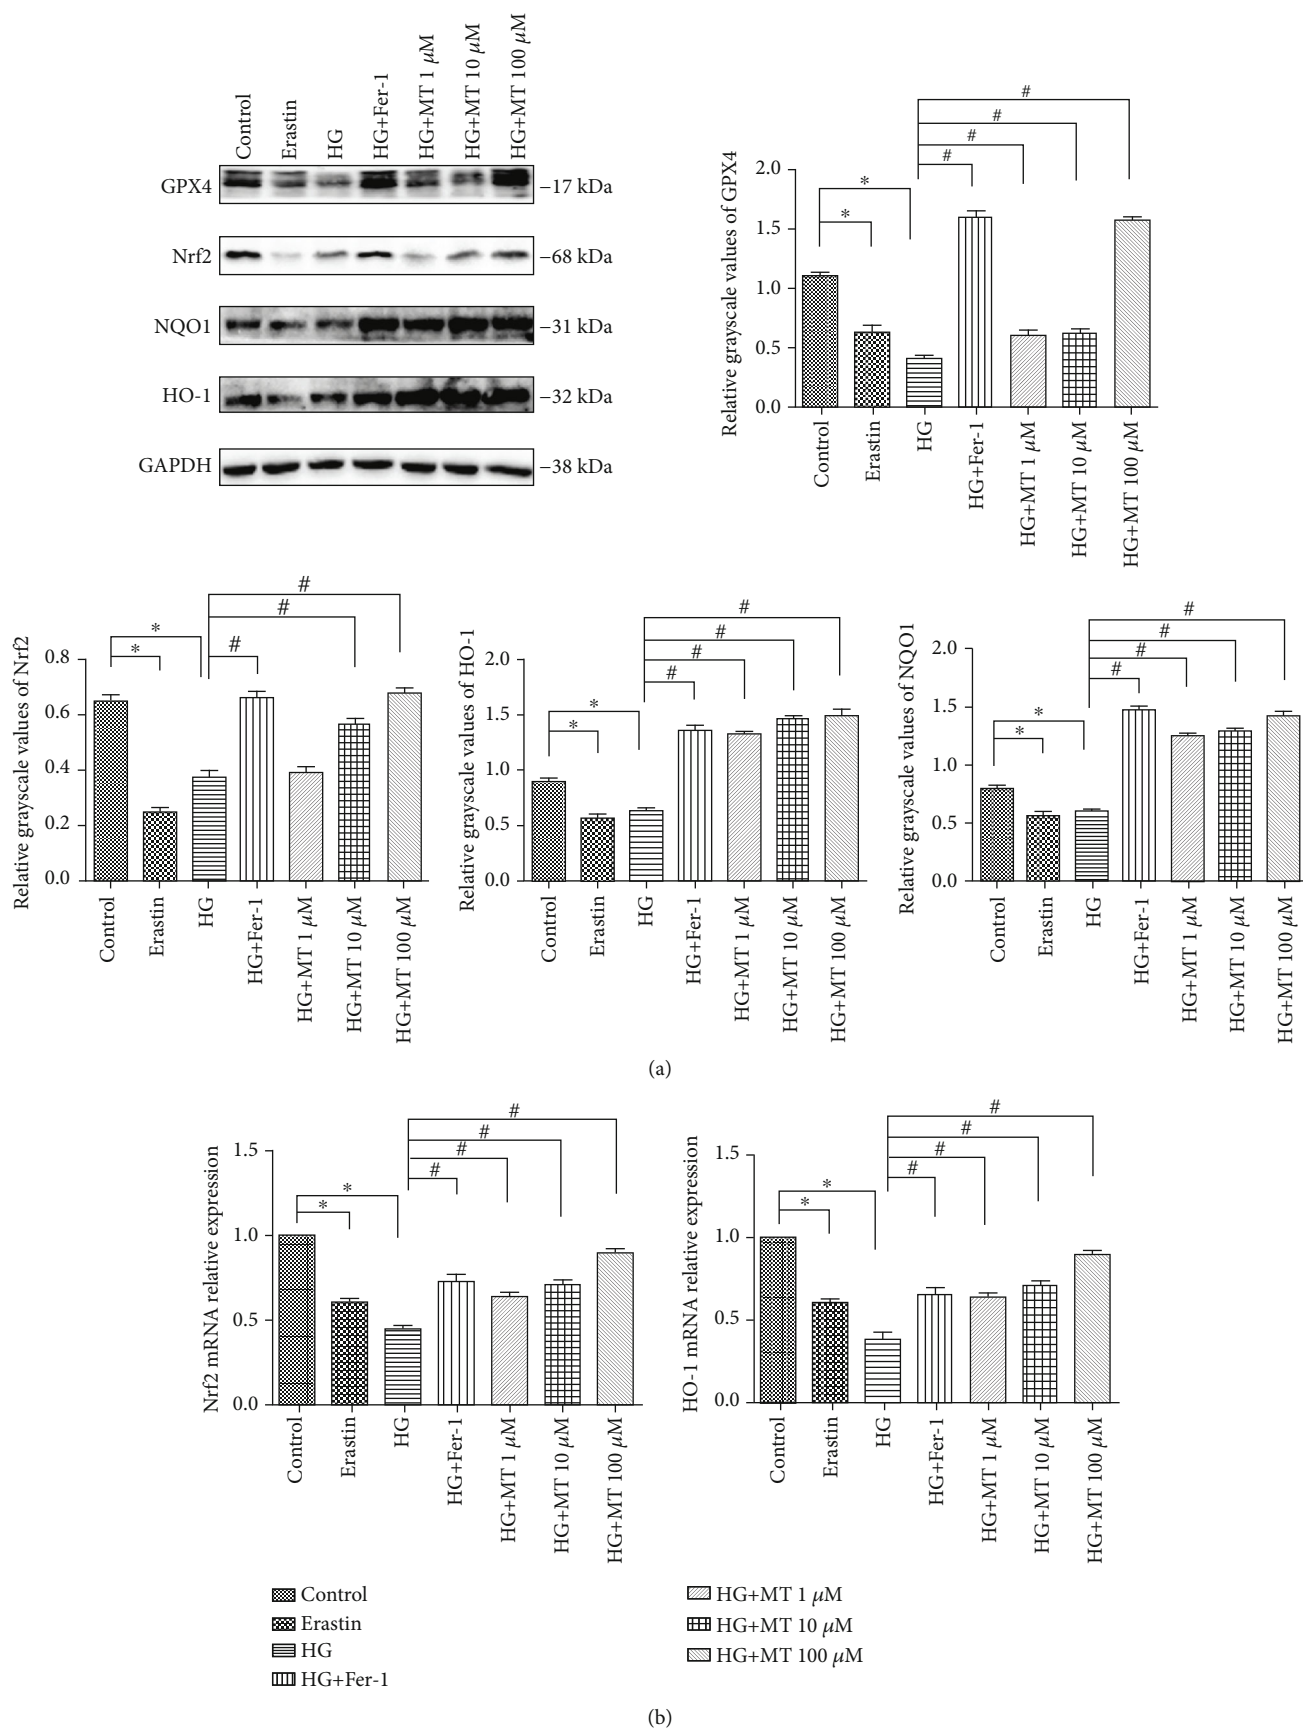 Control
Erastin
HG
HG+Fer-1
HG+MT 1 μM
HG+MT 10 μM
HG+MT 100 μM
GPX4
–17 kDa
Nrf2
–68 kDa
NQO1
–31 kDa
HO-1
–32 kDa
GAPDH
–38 kDa
Relative grayscale values of GPX4
2.0
1.5
1.0
0.5
0.0
*
*
#
#
#
#
Control
Erastin
HG
HG+Fer-1
HG+MT 1 μM
HG+MT 10 μM
HG+MT 100 μM
Relative grayscale values of Nrf2
0.8
0.6
0.4
0.2
0.0
*
*
#
#
#
Control
Erastin
HG
HG+Fer-1
HG+MT 1 μM
HG+MT 10 μM
HG+MT 100 μM
Relative grayscale values of HO-1
2.0
1.5
1.0
0.5
0.0
*
*
#
#
#
#
Control
Erastin
HG
HG+Fer-1
HG+MT 1 μM
HG+MT 10 μM
HG+MT 100 μM
Relative grayscale values of NQO1
2.0
1.5
1.0
0.5
0.0
*
*
#
#
#
#
Control
Erastin
HG
HG+Fer-1
HG+MT 1 μM
HG+MT 10 μM
HG+MT 100 μM
(a)
Nrf2 mRNA relative expression
1.5
1.0
0.5
0.0
*
*
#
#
#
#
Control
Erastin
HG
HG+Fer-1
HG+MT 1 μM
HG+MT 10 μM
HG+MT 100 μM
HO-1 mRNA relative expression
1.5
1.0
0.5
0.0
*
*
#
#
#
#
Control
Erastin
HG
HG+Fer-1
HG+MT 1 μM
HG+MT 10 μM
HG+MT 100 μM
Control
Erastin
HG
HG+Fer-1
HG+MT 1 μM
HG+MT 10 μM
HG+MT 100 μM
(b)